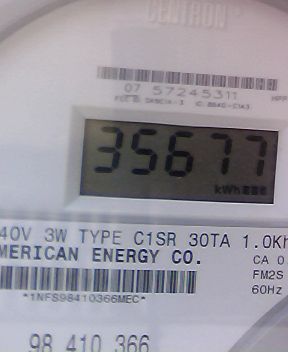 CENTRON
07 57245311
35677
kWh
40V 3W TYPE C1SR 30TA 1.0Kh
MERICAN ENERGY CO.
CA 0
FM2S
60Hz
*1NFS98410366MEC*
98 410 366